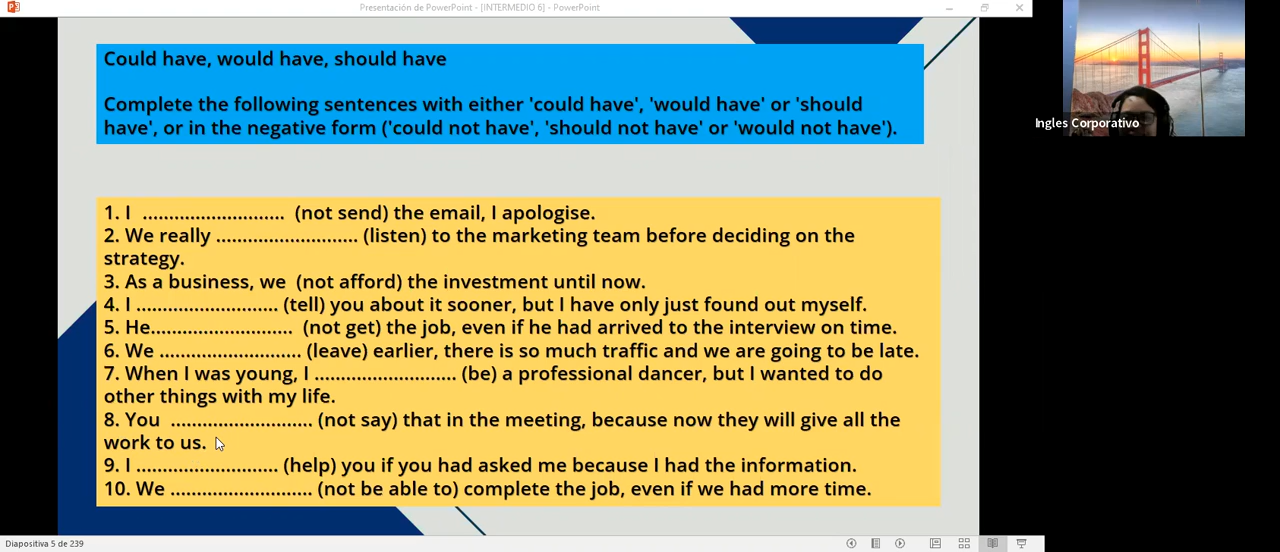 Presentación de PowerPoint - [INTERMEDIO 6] - PowerPoint
Could have, would have, should have
Complete the following sentences with either 'could have', 'would have' or 'should
have', or in the negative form ('could not have', 'should not have' or 'would not have').
Ingles Corporativo
1. I ........................... (not send) the email, I apologise.
2. We really ........................... (listen) to the marketing team before deciding on the
strategy.
3. As a business, we (not afford) the investment until now.
4. I ........................... (tell) you about it sooner, but I have only just found out myself.
5. He........................... (not get) the job, even if he had arrived to the interview on time.
6. We ........................... (leave) earlier, there is so much traffic and we are going to be late.
7. When I was young, I ........................... (be) a professional dancer, but I wanted to do
other things with my life.
8. You ........................... (not say) that in the meeting, because now they will give all the
work to us.
9. I ........................... (help) you if you had asked me because I had the information.
10. We ........................... (not be able to) complete the job, even if we had more time.
Diapositiva 5 de 239